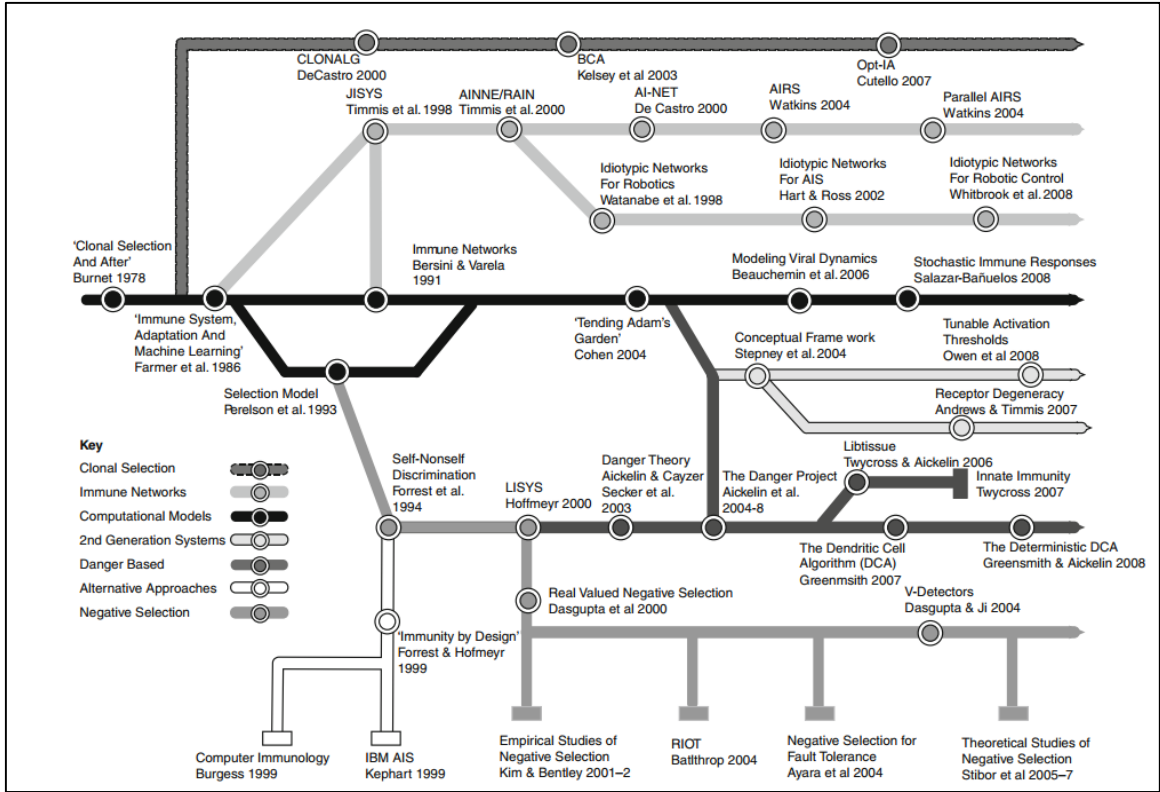 CLONALG
DeCastro 2000
BCA
Kelsey et al 2003
Opt-IA
Cutello 2007
JISYS
Timmis et al. 1998
AINNE/RAIN
Timmis et al. 2000
AI-NET
De Castro 2000
AIRS
Watkins 2004
Parallel AIRS
Watkins 2004
Idiotypic Networks
For Robotics
Watanabe et al. 1998
Idiotypic Networks
For AIS
Hart & Ross 2002
Idiotypic Networks
For Robotic Control
Whitbrook et al. 2008
'Clonal Selection
And After'
Burnet 1978
Immune Networks
Bersini & Varela
1991
Modeling Viral Dynamics
Beauchemin et al. 2006
Stochastic Immune Responses
Salazar-Bañuelos 2008
'Immune System,
Adaptation And
Machine Learning'
Farmer et al. 1986
'Tending Adam's
Garden'
Cohen 2004
Conceptual Frame work
Stepney et al. 2004
Tunable Activation
Thresholds
Owen et al 2008
Selection Model
Perelson et al. 1993
Receptor Degeneracy
Andrews & Timmis 2007
Key
Clonal Selection
Immune Networks
Computational Models
2nd Generation Systems
Danger Based
Alternative Approaches
Negative Selection
Self-Nonself
Discrimination
Forrest et al.
1994
LISYS
Hoffmeyr 2000
Danger Theory
Aickelin & Cayzer
Secker et al.
2003
The Danger Project
Aickelin et al.
2004-8
Libtissue
Twycross & Aickelin 2006
Innate Immunity
Twycross 2007
The Dendritic Cell
Algorithm (DCA)
Greenmsith 2007
The Deterministic DCA
Greensmith & Aickelin 2008
Real Valued Negative Selection
Dasgupta et al 2000
V-Detectors
Dasgupta & Ji 2004
'Immunity by Design'
Forrest & Hofmeyr
1999
Computer Immunology
Burgess 1999
IBM AIS
Kephart 1999
Empirical Studies of
Negative Selection
Kim & Bentley 2001–2
RIOT
Batlthrop 2004
Negative Selection for
Fault Tolerance
Ayara et al 2004
Theoretical Studies of
Negative Selection
Stibor et al 2005–7